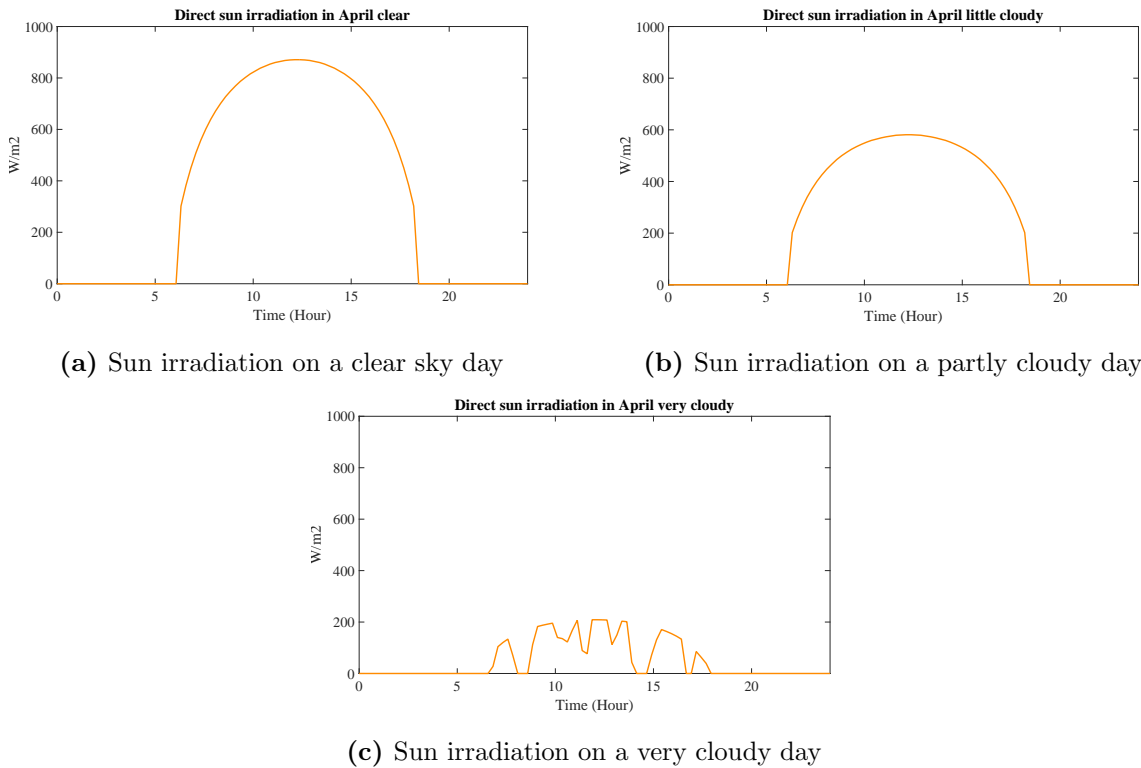 Direct sun irradiation in April clear
1000
800
600
400
200
0
W/m2
0 5 10 15 20
Time (Hour)
(a) Sun irradiation on a clear sky day
Direct sun irradiation in April little cloudy
1000
800
600
400
200
0
W/m2
0 5 10 15 20
Time (Hour)
(b) Sun irradiation on a partly cloudy day
Direct sun irradiation in April very cloudy
1000
800
600
400
200
0
W/m2
0 5 10 15 20
Time (Hour)
(c) Sun irradiation on a very cloudy day